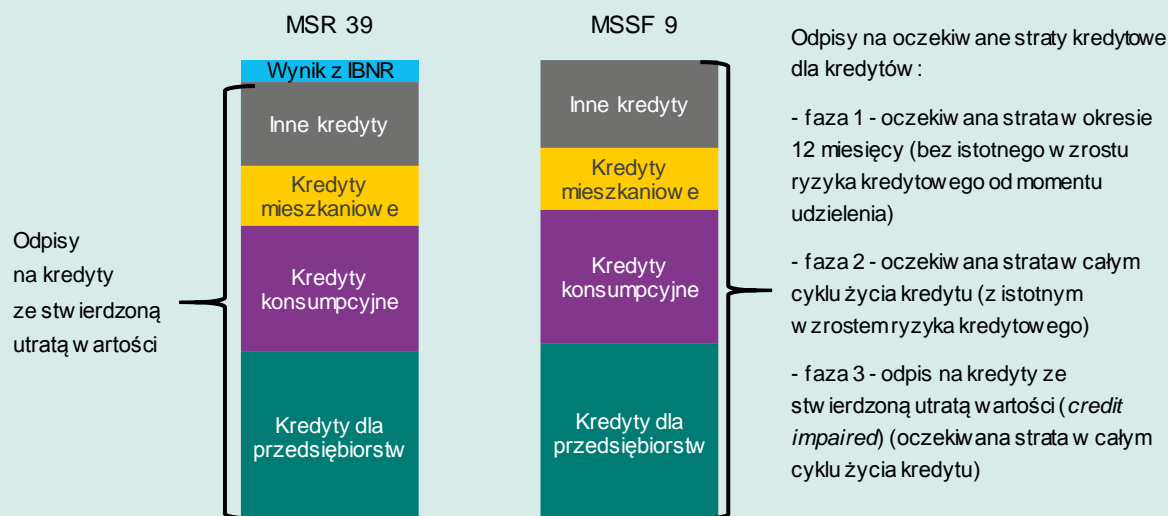 MSR 39
Wynik z IBNR
Inne kredyty
Kredyty
mieszkaniowe
Kredyty
konsumpcyjne
Kredyty dla
przedsiębiorstw
Odpisy
na kredyty
ze stwierdzoną
utratą wartości
MSSF 9
Inne kredyty
Kredyty
mieszkaniowe
Kredyty
konsumpcyjne
Kredyty dla
przedsiębiorstw
Odpisy na oczekiwane straty kredytowe
dla kredytów:
- faza 1 - oczekiwana strata w okresie
12 miesięcy (bez istotnego wzrostu
ryzyka kredytowego od momentu
udzielenia)
- faza 2 - oczekiwana strata w całym
cyklu życia kredytu (z istotnym
wzrostem ryzyka kredytowego)
- faza 3 - odpis na kredyty ze
stwierdzoną utratą wartości (credit
impaired) (oczekiwana strata w całym
cyklu życia kredytu)